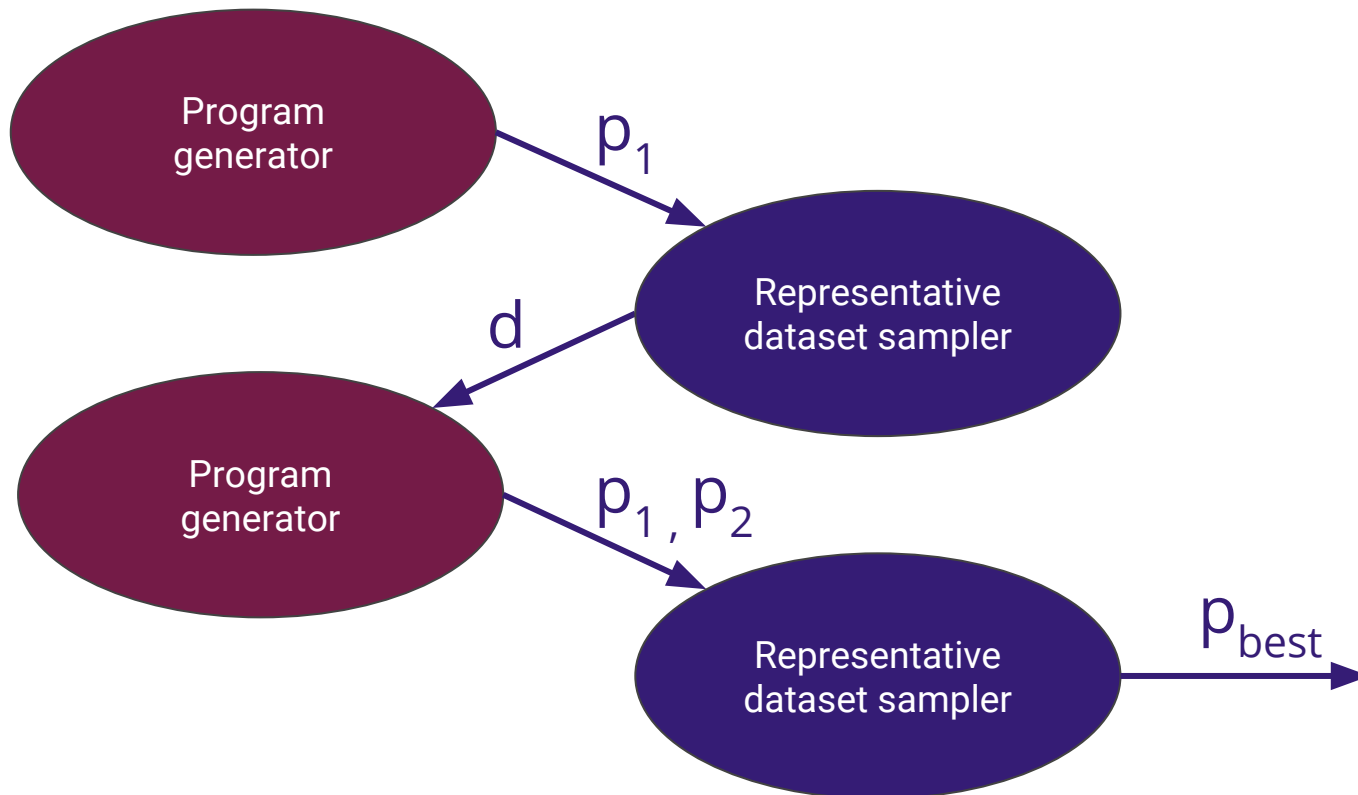 Program
generator
p1
Representative
dataset sampler
d
Program
generator
p1 , p2
Representative
dataset sampler
pbest